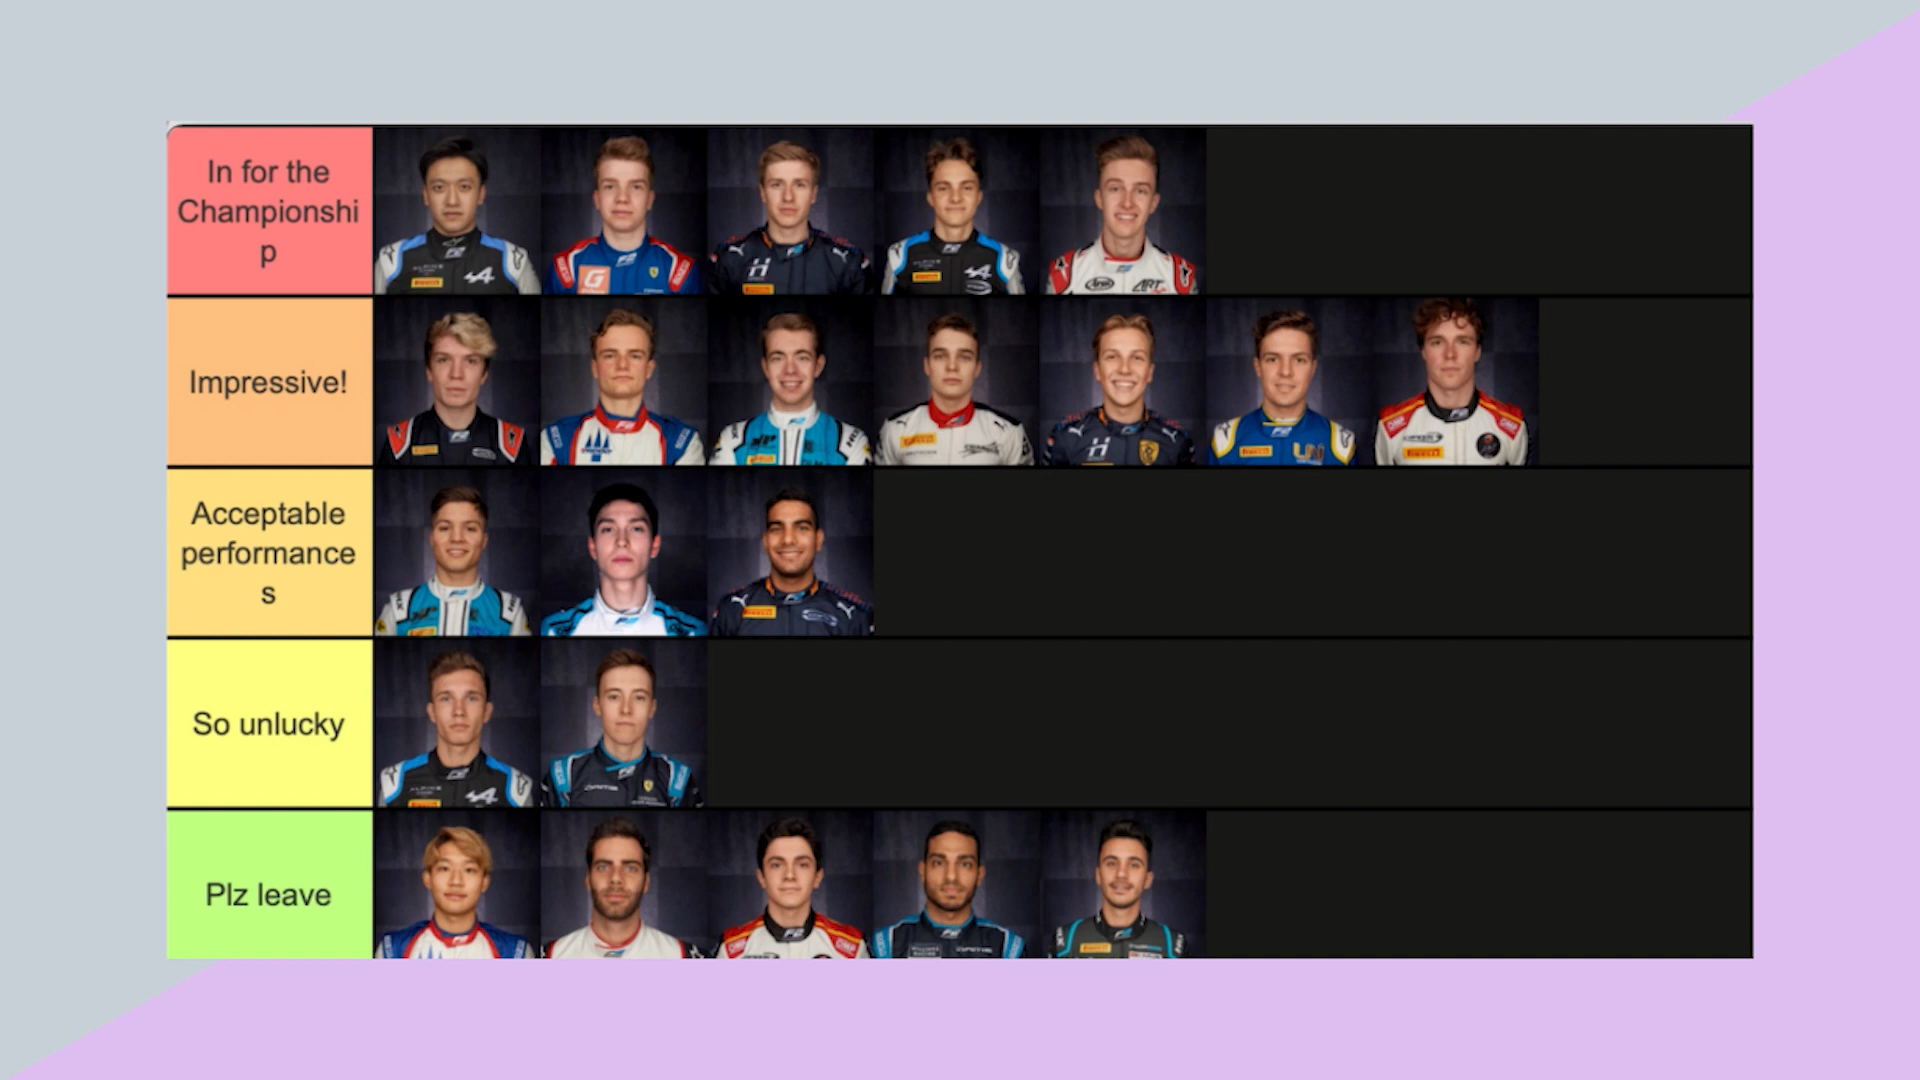 In for the
Championshi
p
Impressive!
Acceptable
performance
s
So unlucky
Plz leave